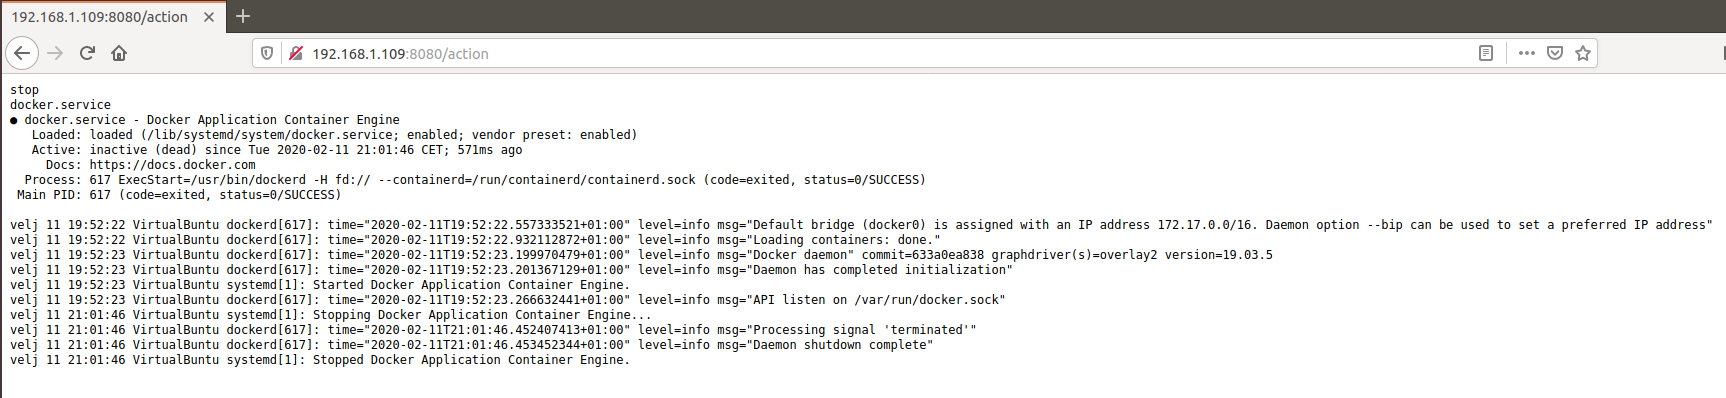 192.168.1.109:8080/action
192.168.1.109:8080/action
stop
docker.service
● docker.service - Docker Application Container Engine
   Loaded: loaded (/lib/systemd/system/docker.service; enabled; vendor preset: enabled)
   Active: inactive (dead) since Tue 2020-02-11 21:01:46 CET; 571ms ago
     Docs: https://docs.docker.com
  Process: 617 ExecStart=/usr/bin/dockerd -H fd:// --containerd=/run/containerd/containerd.sock (code=exited, status=0/SUCCESS)
 Main PID: 617 (code=exited, status=0/SUCCESS)
velj 11 19:52:22 VirtualBuntu dockerd[617]: time="2020-02-11T19:52:22.557333521+01:00" level=info msg="Default bridge (docker0) is assigned with an IP address 172.17.0.0/16. Daemon option --bip can be used to set a preferred IP address"
velj 11 19:52:22 VirtualBuntu dockerd[617]: time="2020-02-11T19:52:22.932112872+01:00" level=info msg="Loading containers: done."
velj 11 19:52:23 VirtualBuntu dockerd[617]: time="2020-02-11T19:52:23.199970479+01:00" level=info msg="Docker daemon" commit=633a0ea838 graphdriver(s)=overlay2 version=19.03.5
velj 11 19:52:23 VirtualBuntu dockerd[617]: time="2020-02-11T19:52:23.201367129+01:00" level=info msg="Daemon has completed initialization"
velj 11 19:52:23 VirtualBuntu systemd[1]: Started Docker Application Container Engine.
velj 11 19:52:23 VirtualBuntu dockerd[617]: time="2020-02-11T19:52:23.266632441+01:00" level=info msg="API listen on /var/run/docker.sock"
velj 11 21:01:46 VirtualBuntu systemd[1]: Stopping Docker Application Container Engine...
velj 11 21:01:46 VirtualBuntu dockerd[617]: time="2020-02-11T21:01:46.452407413+01:00" level=info msg="Processing signal 'terminated'"
velj 11 21:01:46 VirtualBuntu dockerd[617]: time="2020-02-11T21:01:46.453452344+01:00" level=info msg="Daemon shutdown complete"
velj 11 21:01:46 VirtualBuntu systemd[1]: Stopped Docker Application Container Engine.